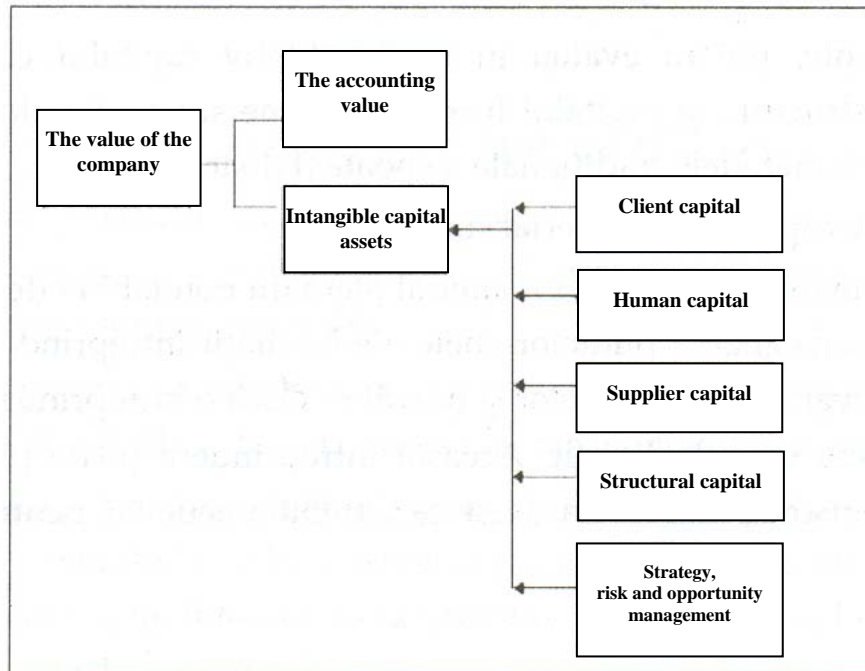 The accounting
value
The value of the
company
Intangible capital
assets
Client capital
Human capital
Supplier capital
Structural capital
Strategy,
risk and opportunity
management